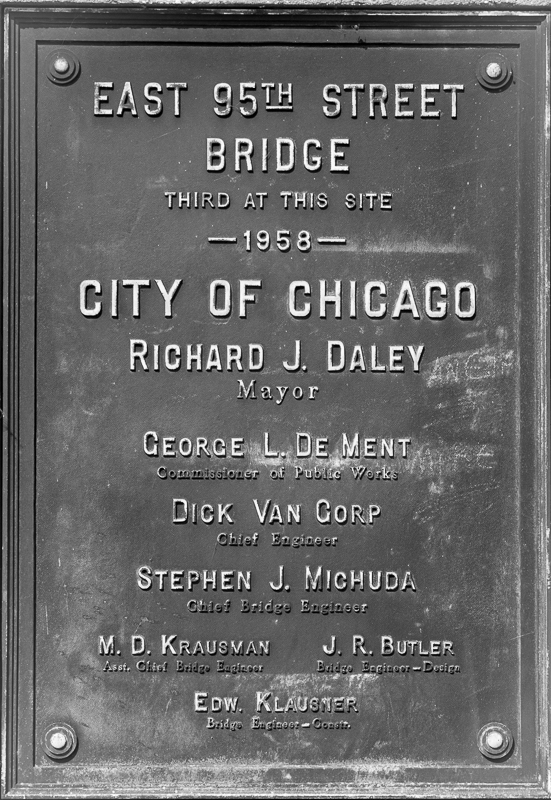 EAST 95TH STREET
BRIDGE
THIRD AT THIS SITE
—1958—
CITY OF CHICAGO
RICHARD J. DALEY
Mayor
GEORGE L. DE MENT
Commissioner of Public Works
DICK VAN GORP
Chief Engineer
STEPHEN J. MICHUDA
Chief Bridge Engineer
M. D. KRAUSMAN J. R. BUTLER
Asst. Chief Bridge Engineer Bridge Engineer—Design
EDW. KLAUSNER
Bridge Engineer—Constr.